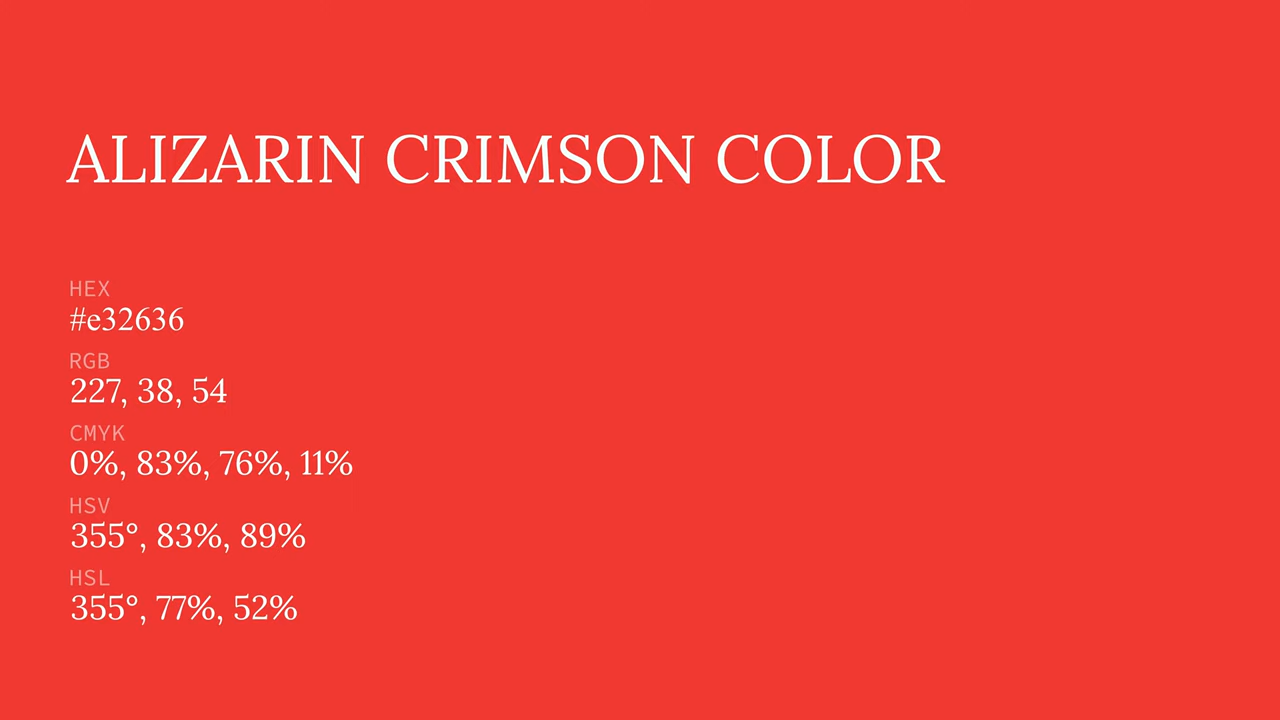 ALIZARIN CRIMSON COLOR
HEX
#e32636
RGB
227, 38, 54
CMYK
0%, 83%, 76%, 11%
HSV
355°, 83%, 89%
HSL
355°, 77%, 52%